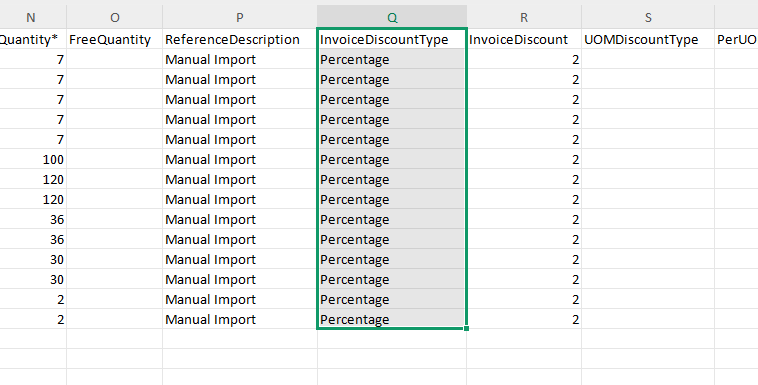 N O P Q R S
Quantity* FreeQuantity ReferenceDescription InvoiceDiscountType InvoiceDiscount UOMDiscountType PerUO
7 Manual Import Percentage 2
7 Manual Import Percentage 2
7 Manual Import Percentage 2
7 Manual Import Percentage 2
7 Manual Import Percentage 2
100 Manual Import Percentage 2
120 Manual Import Percentage 2
120 Manual Import Percentage 2
36 Manual Import Percentage 2
36 Manual Import Percentage 2
30 Manual Import Percentage 2
30 Manual Import Percentage 2
2 Manual Import Percentage 2
2 Manual Import Percentage 2